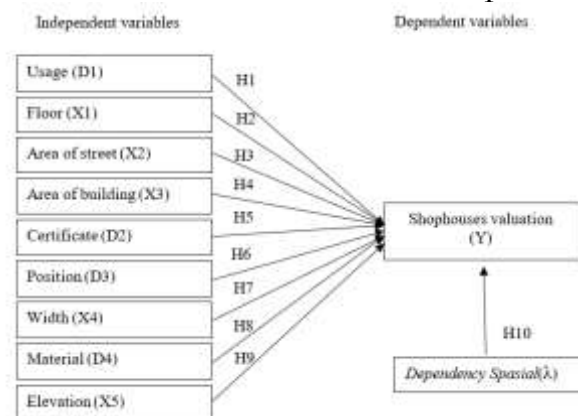 Independent variables
Dependent variables
Usage (D1)
H1
Floor (X1)
H2
Area of street (X2)
H3
Area of building (X3)
H4
Certificate (D2)
H5
Shophouses valuation
(Y)
Position (D3)
H6
Width (X4)
H7
Material (D4)
H8
Elevation (X5)
H9
H10
Dependency Spasial(λ)